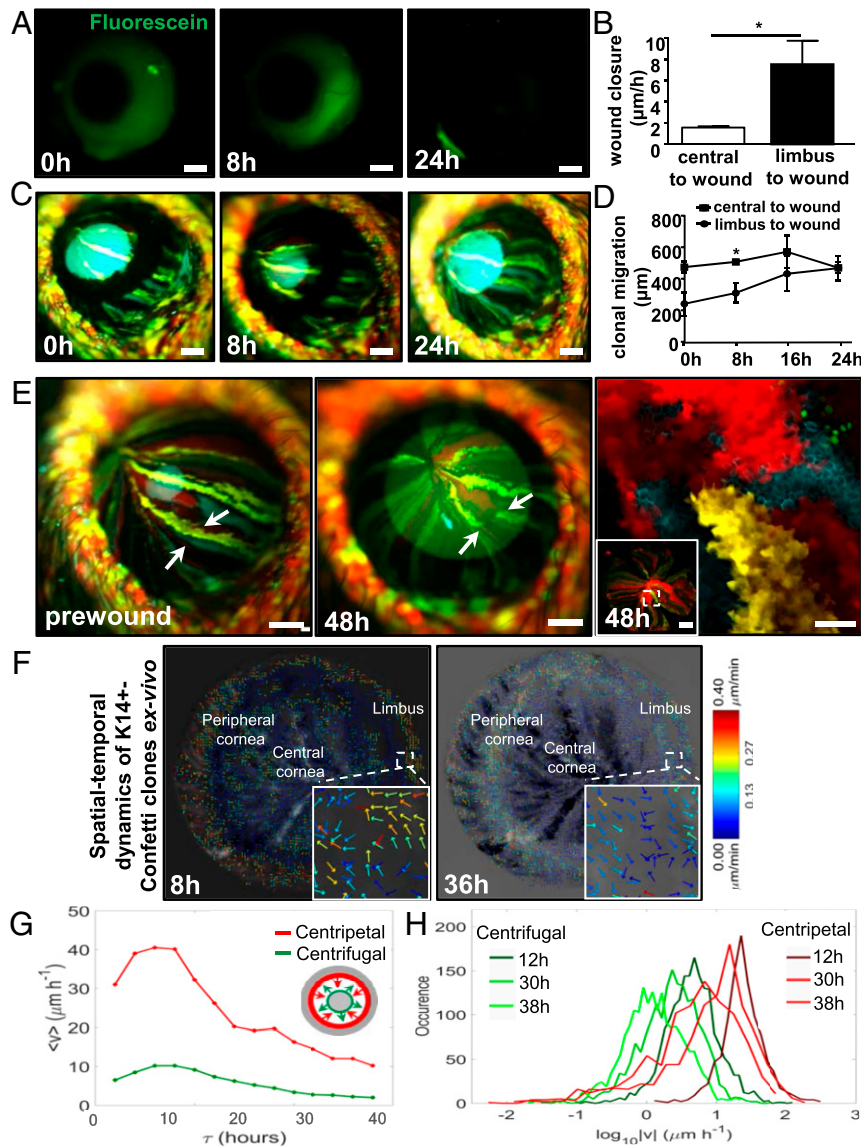 A
Fluorescein
0h
8h
24h
B
wound closure
(µm/h)
10
8
6
4
2
0
*
central
to wound
limbus
to wound
C
0h
8h
24h
D
central to wound
limbus to wound
clonal migration
(µm)
800
600
400
200
0
*
0h
8h
16h
24h
E
prewound
48h
48h
F
Spatial-temporal
dynamics of K14+-
Confetti clones ex-vivo
Peripheral
cornea
Central
cornea
Limbus
8h
Peripheral
cornea
Central
cornea
Limbus
36h
0.40
µm/min
0.27
0.13
0.00
µm/min
G
<v> (µm h-1)
50
40
30
20
10
0
Centripetal
Centrifugal
0
10
20
30
40
τ (hours)
H
Occurence
200
150
100
50
0
Centrifugal
12h
30h
38h
Centripetal
12h
30h
38h
-2
-1
0
1
2
3
log10|v| (µm h-1)